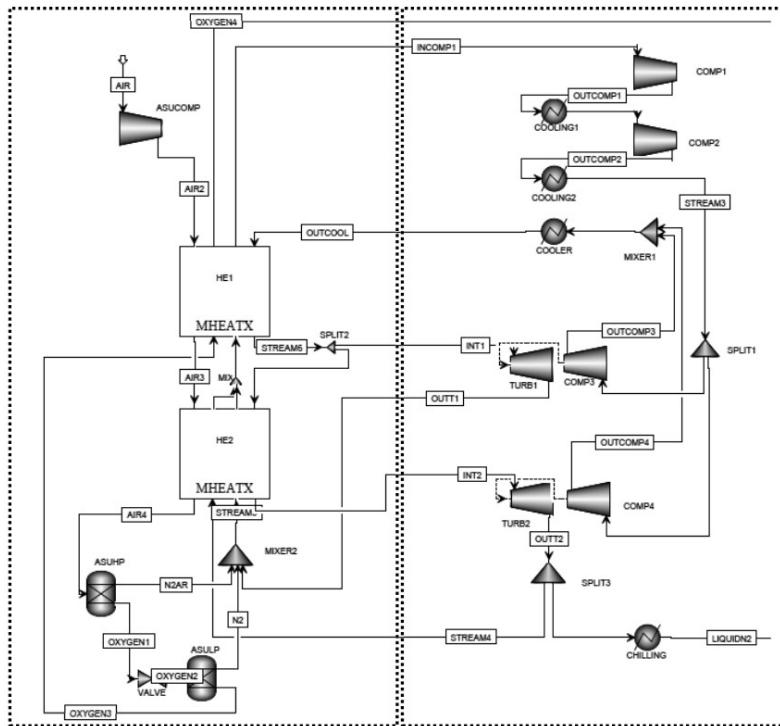 OXYGEN4
INCOMP1
COMP1
AIR
ASUCOMP
OUTCOMP1
COOLING1
COMP2
OUTCOMP2
COOLING2
AIR2
STREAM3
OUTCOOL
COOLER
MIXER1
HE1
MHEATX
SPLIT2
STREAM6
INT1
OUTCOMP3
SPLIT1
AIR3
MIX
TURB1
COMP3
OUTT1
HE2
OUTCOMP4
MHEATX
INT2
AIR4
TURB2
COMP4
OUTT2
MIXER2
ASUHP
N2AR
SPLIT3
N2
OXYGEN1
STREAM4
LIQUIDN2
ASULP
CHILLING
OXYGEN2
VALVE
OXYGEN3